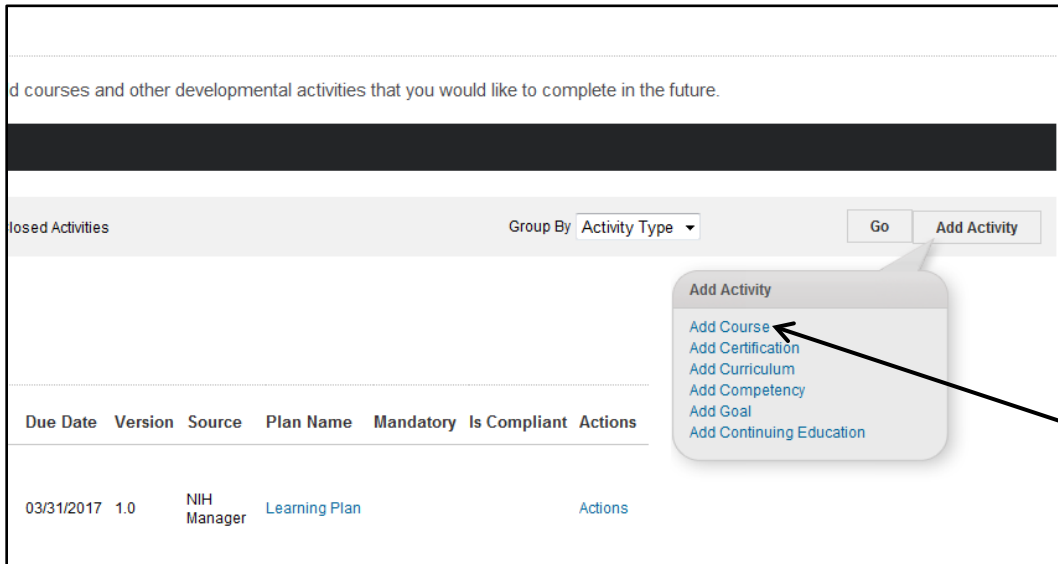 d courses and other developmental activities that you would like to complete in the future.
losed Activities Group By Activity Type Go Add Activity
Add Activity
Add Course
Add Certification
Add Curriculum
Add Competency
Add Goal
Add Continuing Education
Due Date Version Source Plan Name Mandatory Is Compliant Actions
03/31/2017 1.0 NIH Manager Learning Plan Actions